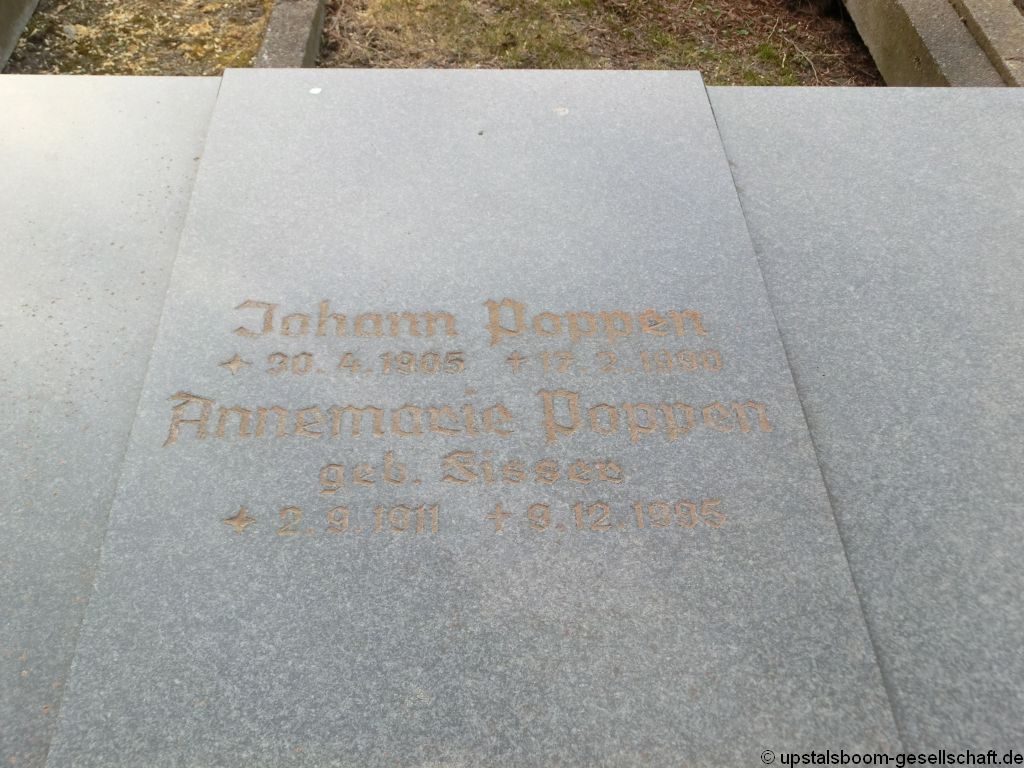 Johann Poppen
✦ 30. 4. 1905 ✝ 17. 2. 1990
Annemarie Poppen
geb. Fisser
✦ 2. 9. 1911 ✝ 9. 12. 1995
© upstalsboom-gesellschaft.de